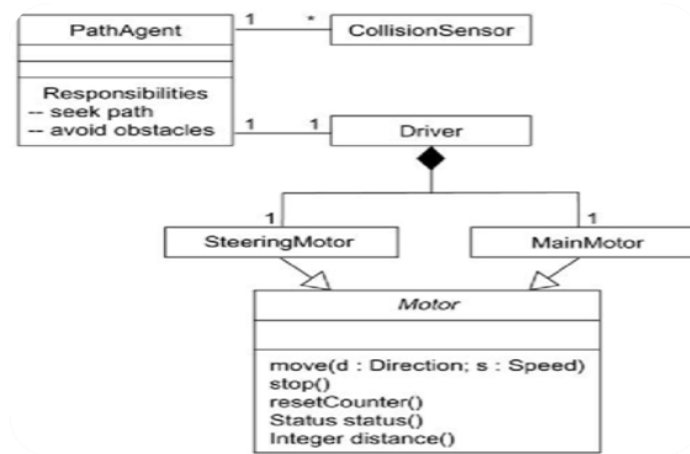 PathAgent
1
*
CollisionSensor
Responsibilities
-- seek path
-- avoid obstacles
1
1
Driver
1
1
SteeringMotor
MainMotor
Motor
move(d : Direction; s : Speed)
stop()
resetCounter()
Status status()
Integer distance()